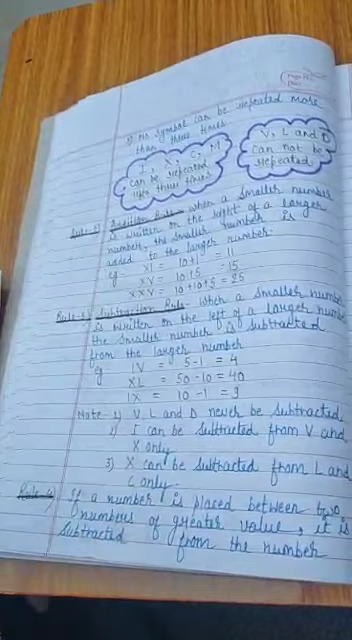 2) No symbol can be repeated more
than three times.
I, X, C, M
can be repeated
upto three times
V, L and D
can not be
repeated
Rule-2) Addition Rule - When a smaller number
is written on the right of a larger
number, the smaller number is
added to the larger number.
eg - XI = 10+1 = 11
XV = 10+5 = 15
XXV = 10+10+5 = 25
Subtraction Rule - When a smaller number
is written on the left of a larger number
the smaller number is subtracted
from the larger number
eg IV = 5-1 = 4
XL = 50-10 = 40
IX = 10-1 = 9
Note - 1) V, L and D never be subtracted
I can be subtracted from V and
X only
3) X can be subtracted from L and
C only.
Rule-4) If a number is placed between two
numbers of greater value, it is
subtracted from the number